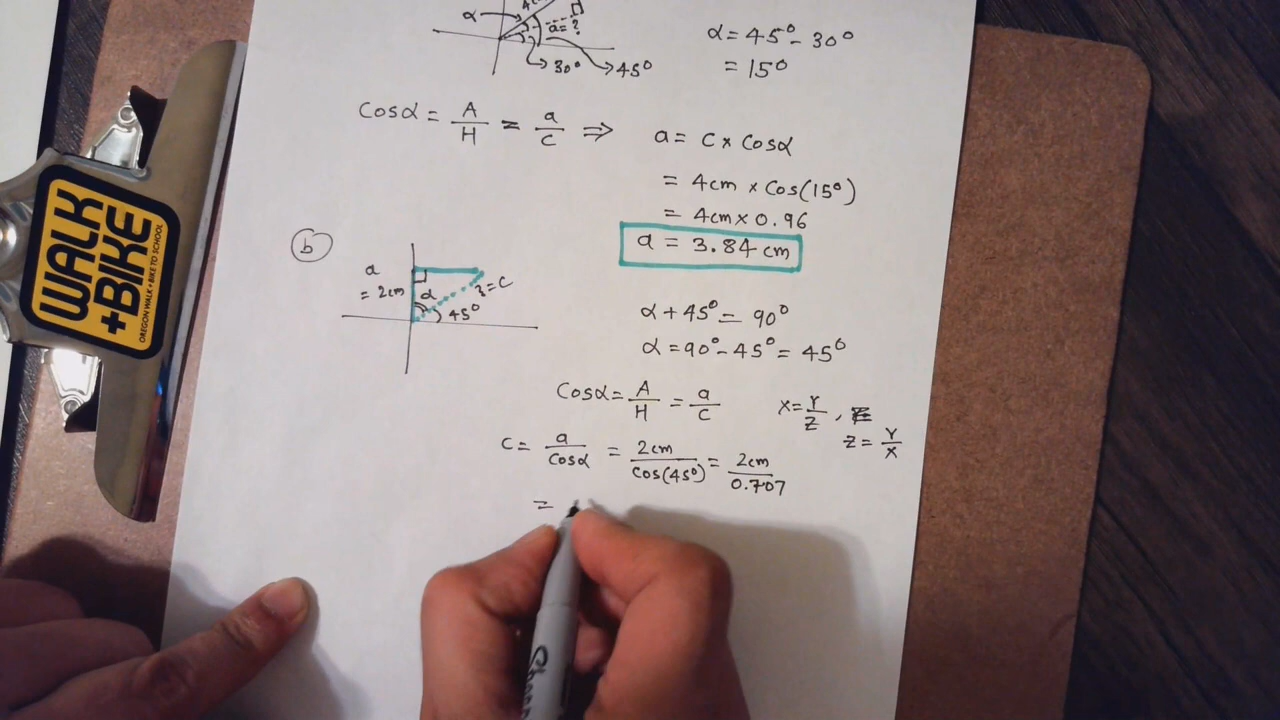 α 4c
a=?
30° 45°
α = 45° - 30°
= 15°
Cosα = A/H = a/c ⇒ a = c × Cosα
= 4cm × Cos(15°)
= 4cm × 0.96
a = 3.84 cm
WALK
+BIKE
OREGON WALK + BIKE TO SCHOOL
b
a
= 2cm
α
?=C
45°
α + 45° = 90°
α = 90° - 45° = 45°
Cosα = A/H = a/c
X = Y/Z ,
Z = Y/X
C = a/Cosα = 2cm/Cos(45°) = 2cm/0.707
=